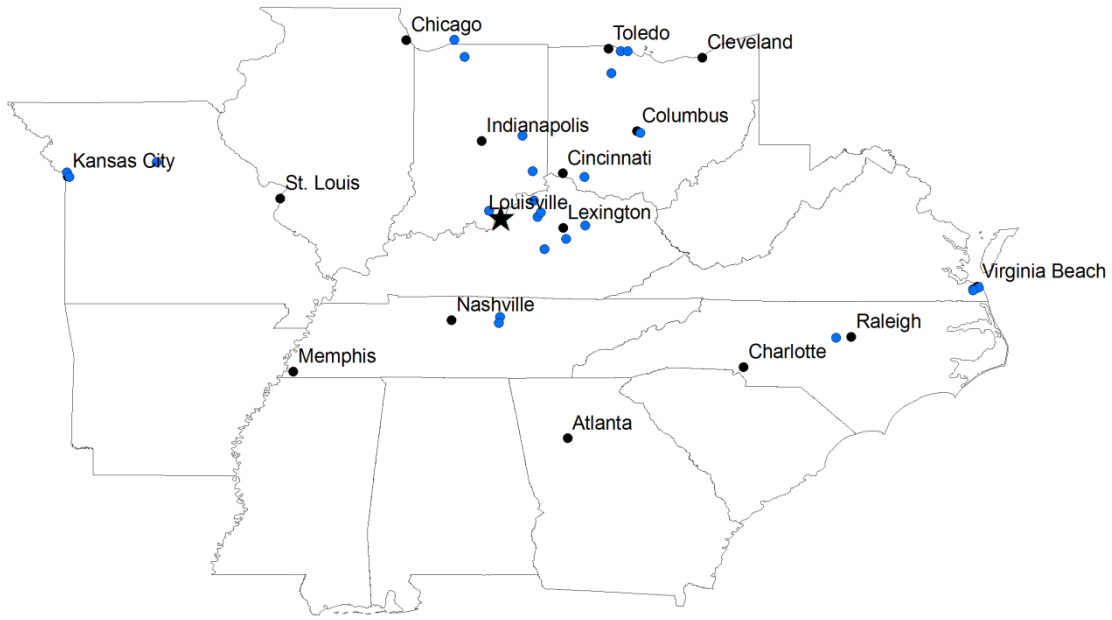 Chicago
Toledo
Cleveland
Indianapolis
Columbus
Kansas City
Cincinnati
St. Louis
Louisville
Lexington
Virginia Beach
Nashville
Raleigh
Memphis
Charlotte
Atlanta